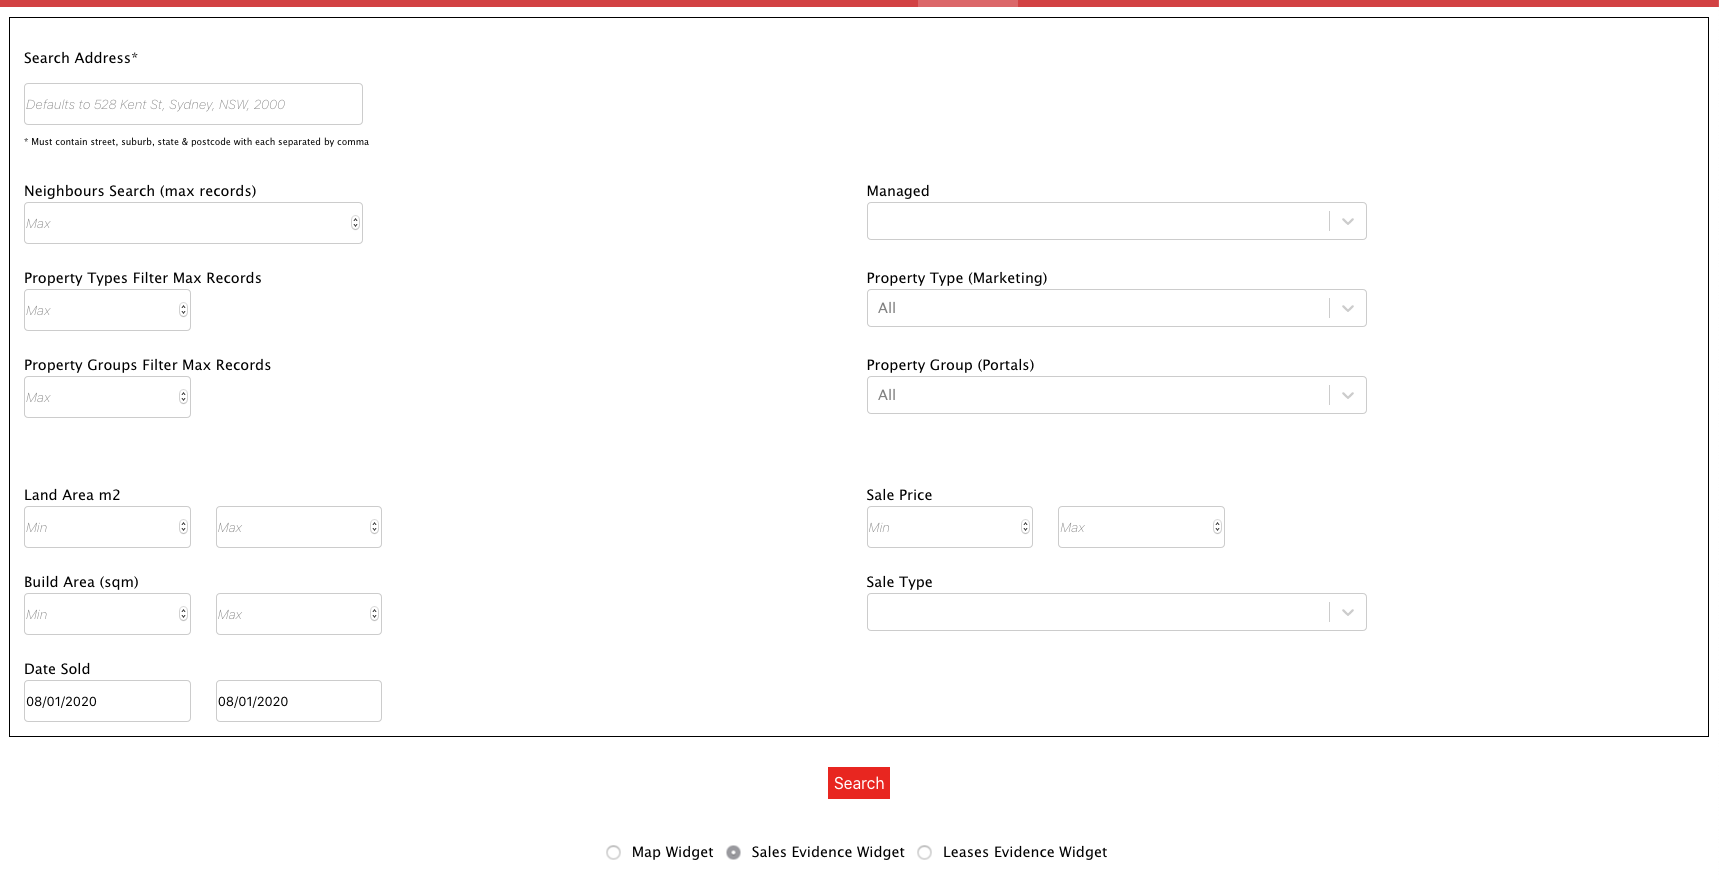 Search Address*
Defaults to 528 Kent St, Sydney, NSW, 2000
* Must contain street, suburb, state & postcode with each separated by comma
Neighbours Search (max records)
Managed
Max
Property Types Filter Max Records
Property Type (Marketing)
Max
All
Property Groups Filter Max Records
Property Group (Portals)
Max
All
Land Area m2
Sale Price
Min Max
Min Max
Build Area (sqm)
Sale Type
Min Max
Date Sold
08/01/2020 08/01/2020
Search
Map Widget Sales Evidence Widget Leases Evidence Widget